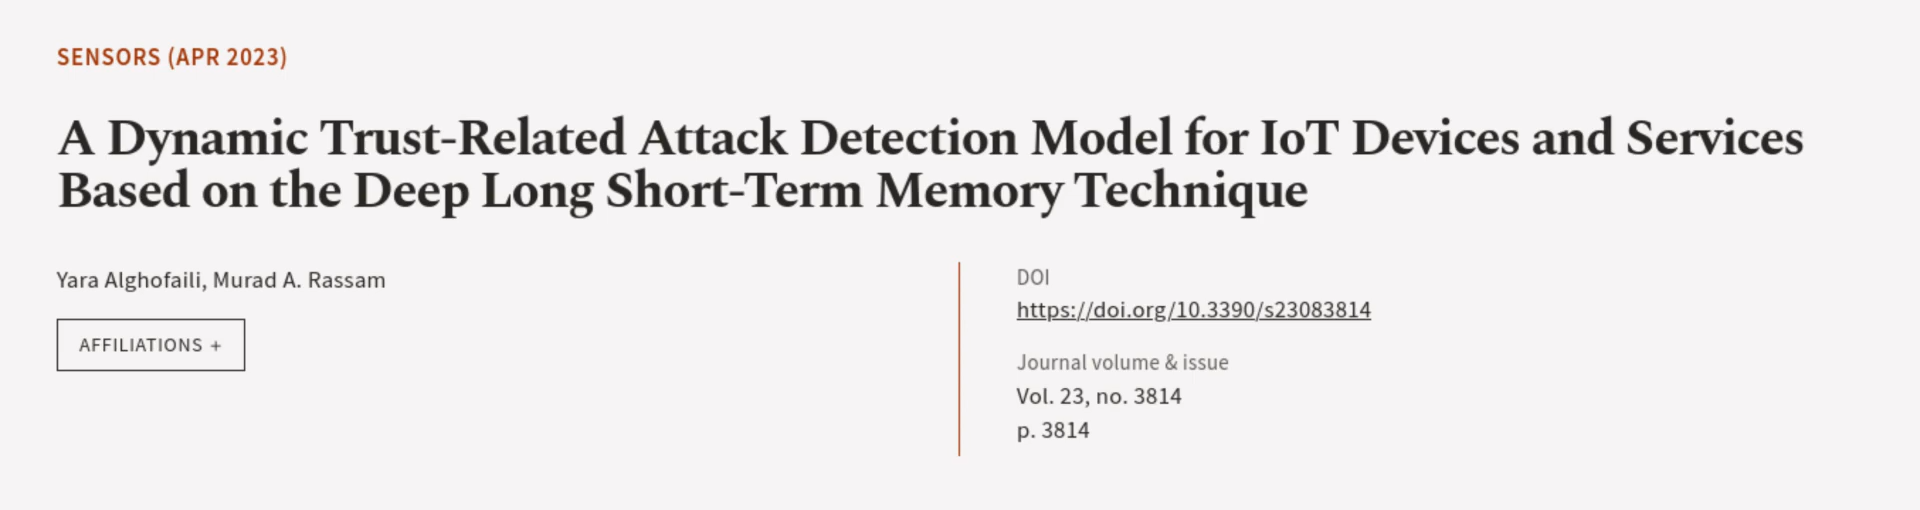 SENSORS (APR 2023)
A Dynamic Trust-Related Attack Detection Model for IoT Devices and Services
Based on the Deep Long Short-Term Memory Technique
Yara Alghofaili, Murad A. Rassam
AFFILIATIONS +
DOI
https://doi.org/10.3390/s23083814
Journal volume & issue
Vol. 23, no. 3814
p. 3814